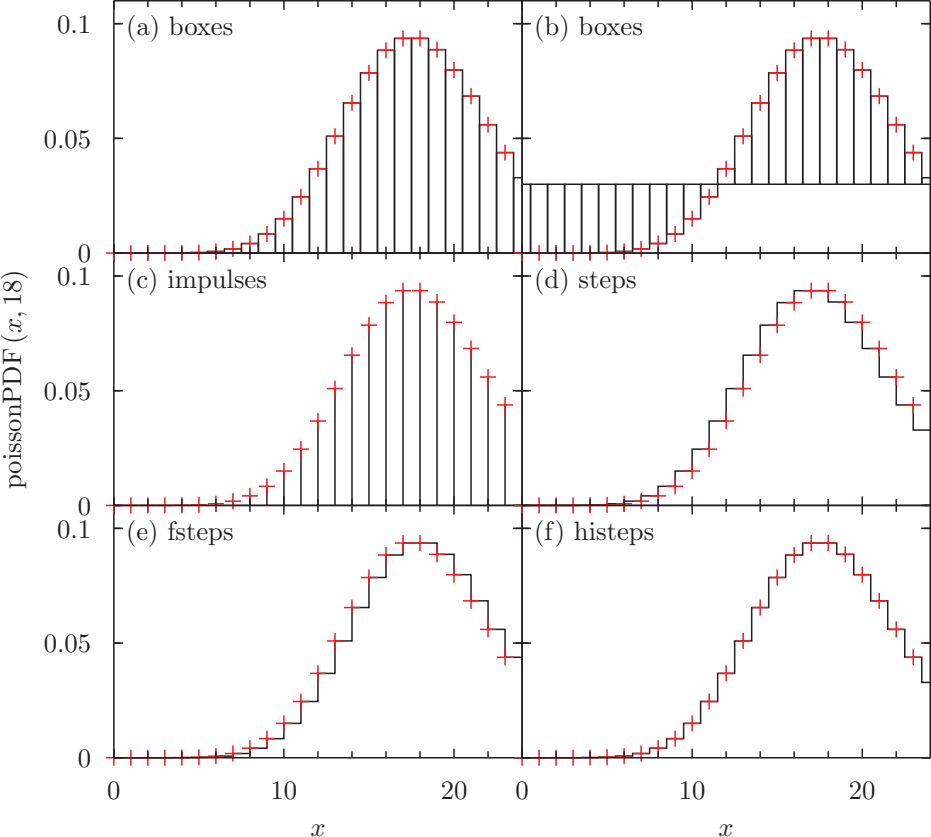 (a) boxes
(b) boxes
0.1
0.05
0
(c) impulses
(d) steps
0.1
0.05
0
(e) fsteps
(f) histeps
0.1
0.05
0
0 10 20 0 10 20
x x
poissonPDF (x, 18)